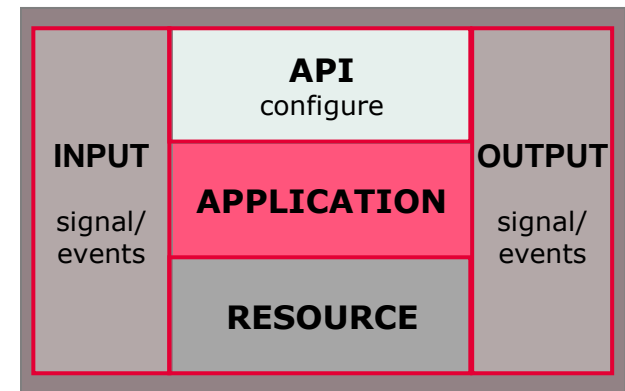 INPUT
signal/
events
API
configure
APPLICATION
RESOURCE
OUTPUT
signal/
events